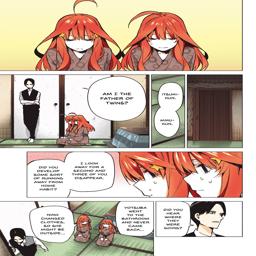 AM I THE
FATHER OF
TWINS?
ITSUKI-
KUN.
MIKU-
KUN.
I LOOK
AWAY FOR A
SECOND AND
THREE OF YOU
DISAPPEAR.
DID YOU
DEVELOP
SOME SORT
OF RUNNING
AWAY FROM
HOME
HABIT?
DID YOU
HEAR
WHERE
THEY
WERE
GOING?
YOTSUBA
WENT TO
THE
BATHROOM
AND NEVER
CAME
BACK...
NINO
CHANGED
CLOTHES,
SO SHE
MIGHT BE
OUTSIDE...